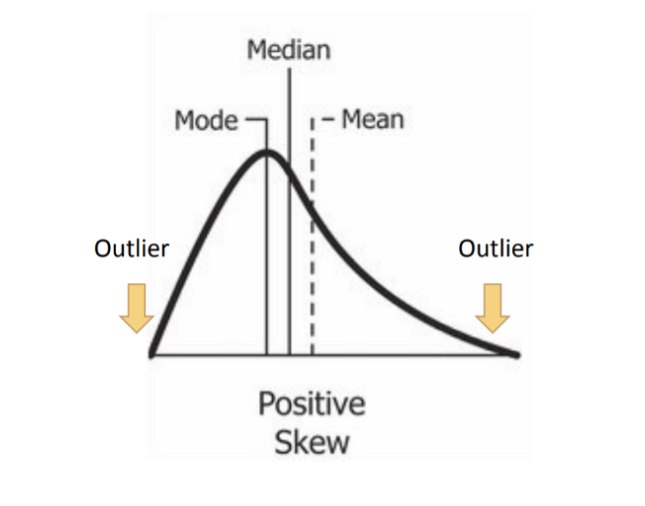 Median
Mode
Mean
Outlier
Outlier
Positive
Skew